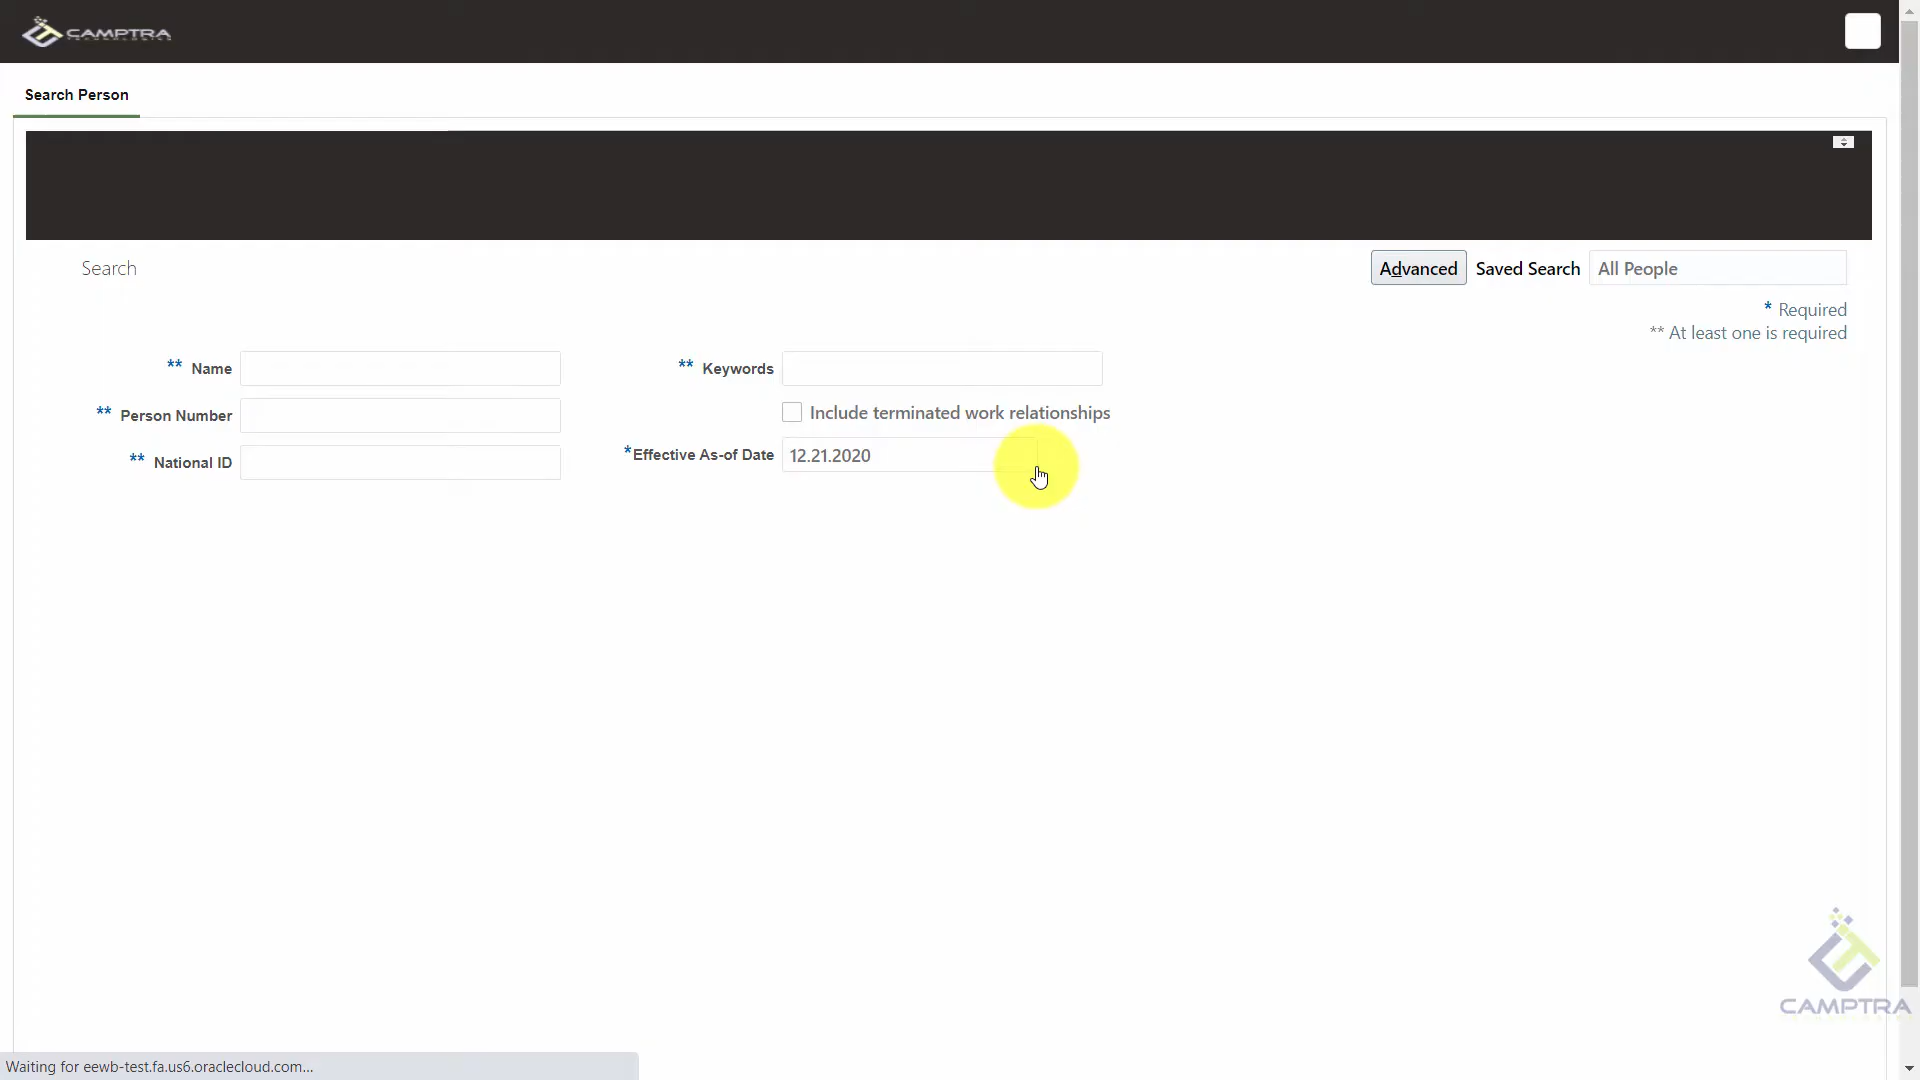 CAMPTRA
Search Person
Search
Advanced
Saved Search
All People
* Required
** At least one is required
** Name
** Keywords
** Person Number
Include terminated work relationships
** National ID
*Effective As-of Date
12.21.2020
CAMPTRA
Waiting for eewb-test.fa.us6.oraclecloud.com...